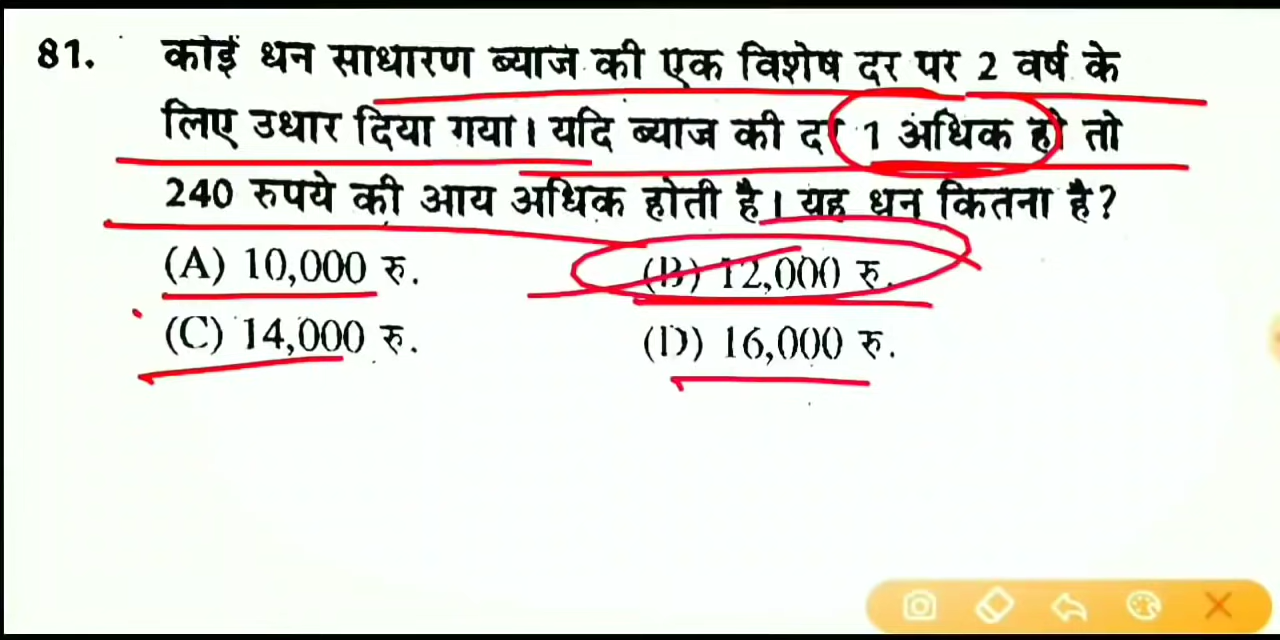 81. कोई धन साधारण ब्याज की एक विशेष दर पर 2 वर्ष के
लिए उधार दिया गया। यदि ब्याज की दर 1 अधिक हो तो
240 रुपये की आय अधिक होती है। यह धन कितना है?
(A) 10,000 रु. (B) 12,000 रु.
(C) 14,000 रु. (D) 16,000 रु.